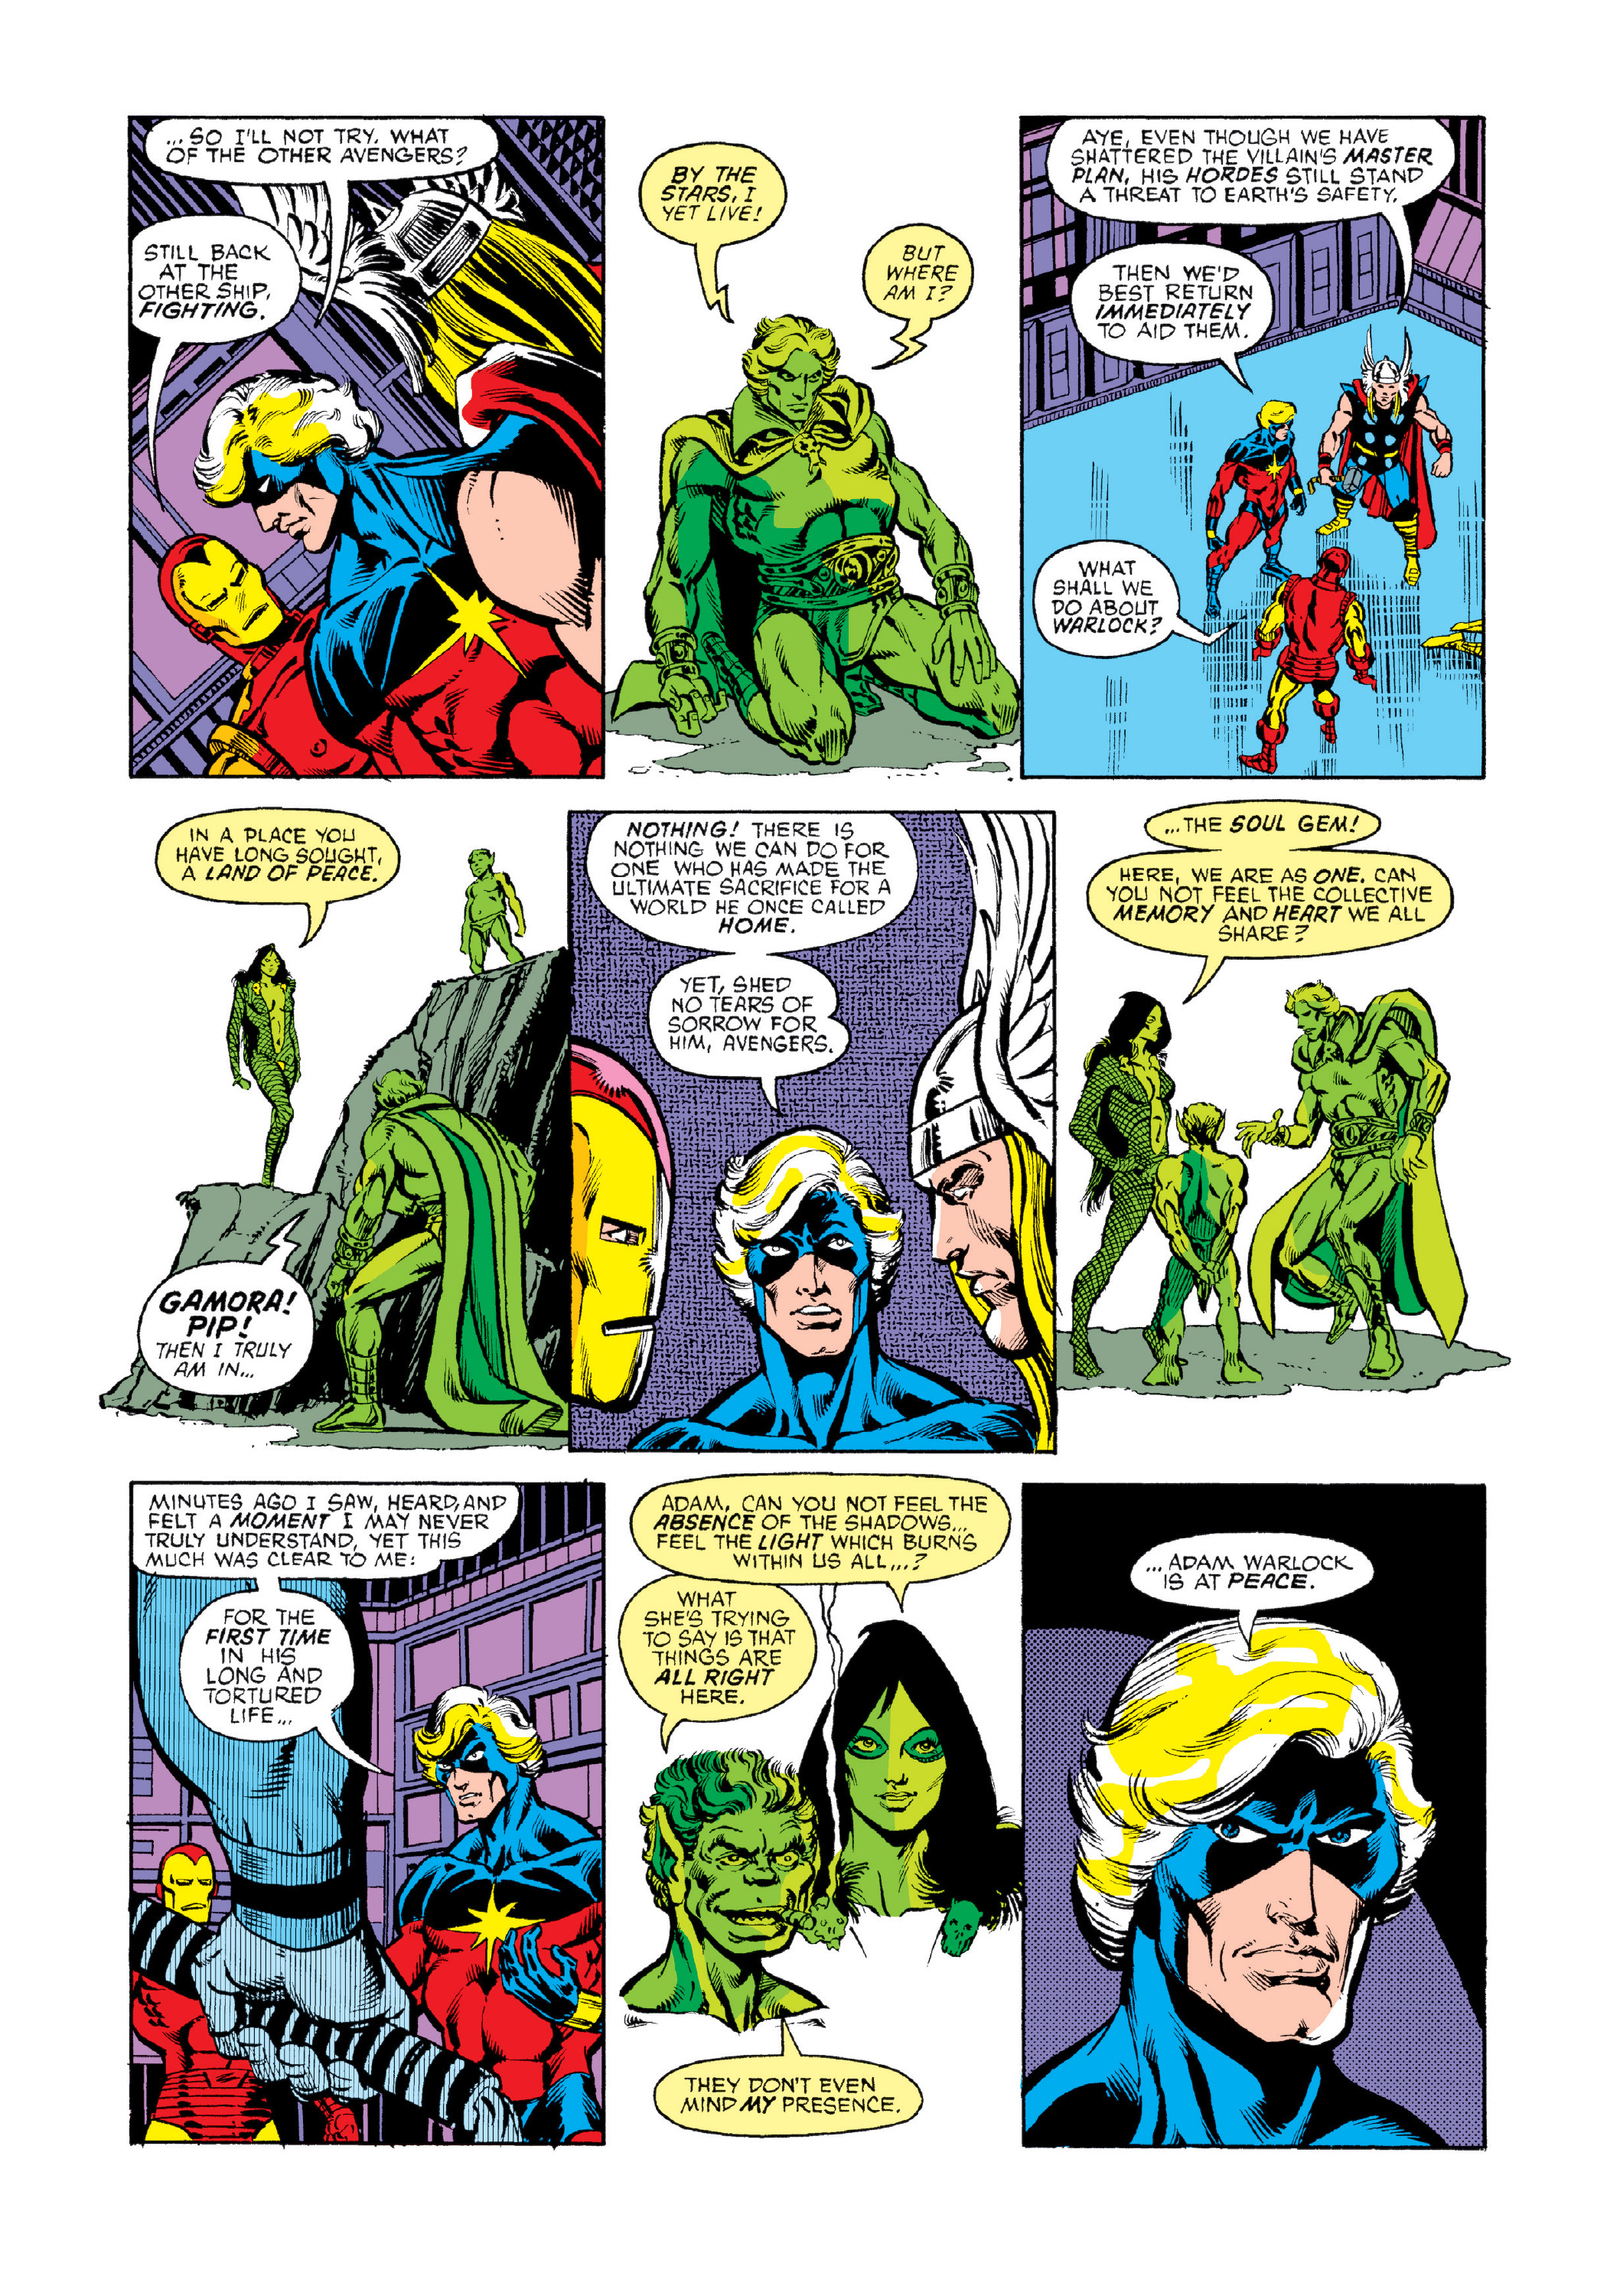 ...SO I'LL NOT TRY. WHAT
OF THE OTHER AVENGERS?
STILL BACK
AT THE
OTHER SHIP,
FIGHTING.
BY THE
STARS, I
YET LIVE!
BUT
WHERE
AM I?
AYE, EVEN THOUGH WE HAVE
SHATTERED THE VILLAIN'S MASTER
PLAN, HIS HORDES STILL STAND
A THREAT TO EARTH'S SAFETY.
THEN WE'D
BEST RETURN
IMMEDIATELY
TO AID THEM.
WHAT
SHALL WE
DO ABOUT
WARLOCK?
IN A PLACE YOU
HAVE LONG SOUGHT,
A LAND OF PEACE.
GAMORA!
PIP!
THEN I TRULY
AM IN...
NOTHING! THERE IS
NOTHING WE CAN DO FOR
ONE WHO HAS MADE THE
ULTIMATE SACRIFICE FOR A
WORLD HE ONCE CALLED
HOME.
YET, SHED
NO TEARS OF
SORROW FOR
HIM, AVENGERS.
...THE SOUL GEM!
HERE, WE ARE AS ONE. CAN
YOU NOT FEEL THE COLLECTIVE
MEMORY AND HEART WE ALL
SHARE?
MINUTES AGO I SAW, HEARD, AND
FELT A MOMENT I MAY NEVER
TRULY UNDERSTAND, YET THIS
MUCH WAS CLEAR TO ME:
FOR THE
FIRST TIME
IN HIS
LONG AND
TORTURED
LIFE...
ADAM, CAN YOU NOT FEEL THE
ABSENCE OF THE SHADOWS...
FEEL THE LIGHT WHICH BURNS
WITHIN US ALL...?
WHAT
SHE'S TRYING
TO SAY IS THAT
THINGS ARE
ALL RIGHT
HERE.
THEY DON'T EVEN
MIND MY PRESENCE.
...ADAM WARLOCK
IS AT PEACE.